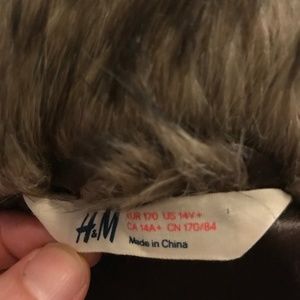 H&M
EUR 170 US 14Y+
CA 14A+ CN 170/84
Made in China